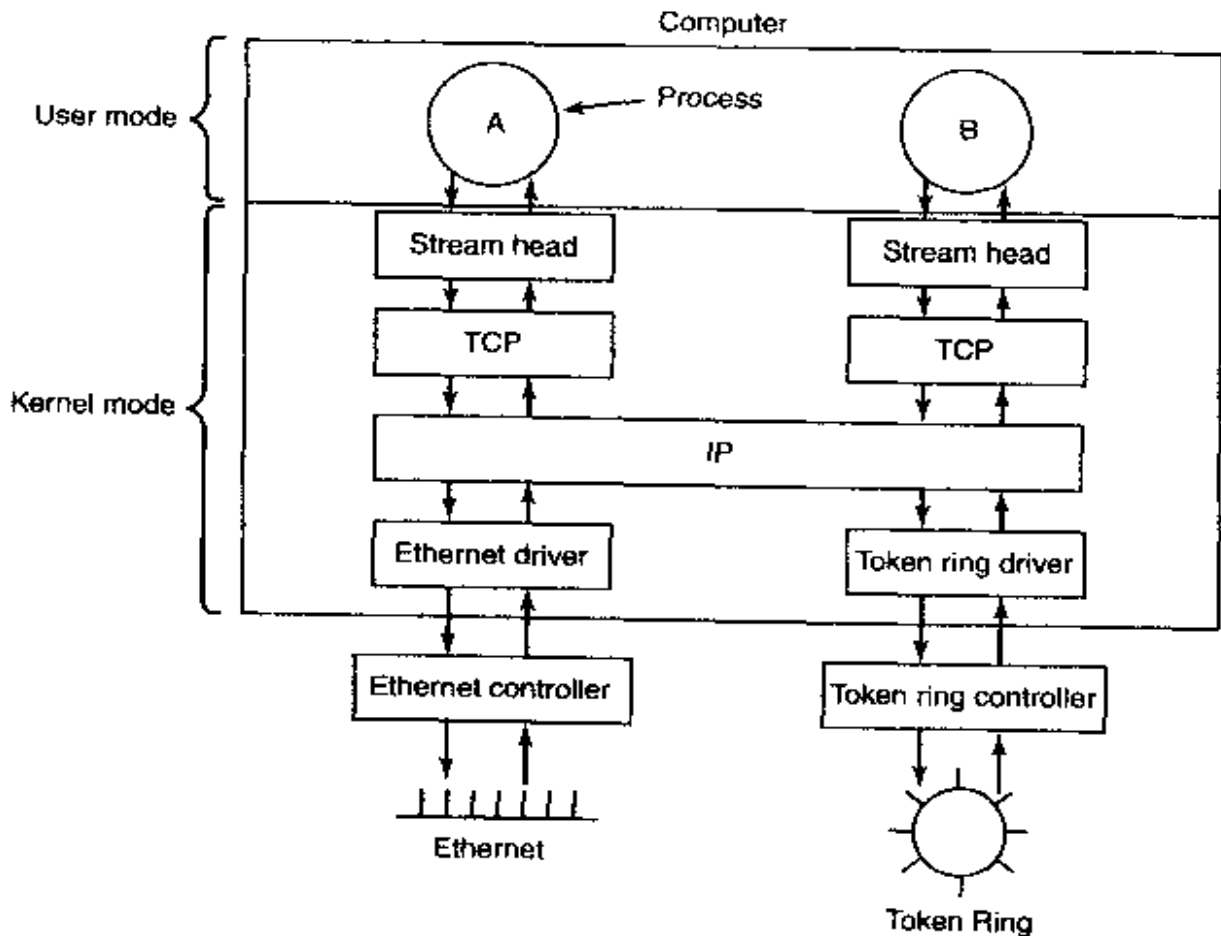 Computer
User mode
A
Process
B
Stream head
Stream head
TCP
TCP
Kernel mode
IP
Ethernet driver
Token ring driver
Ethernet controller
Token ring controller
Ethernet
Token Ring